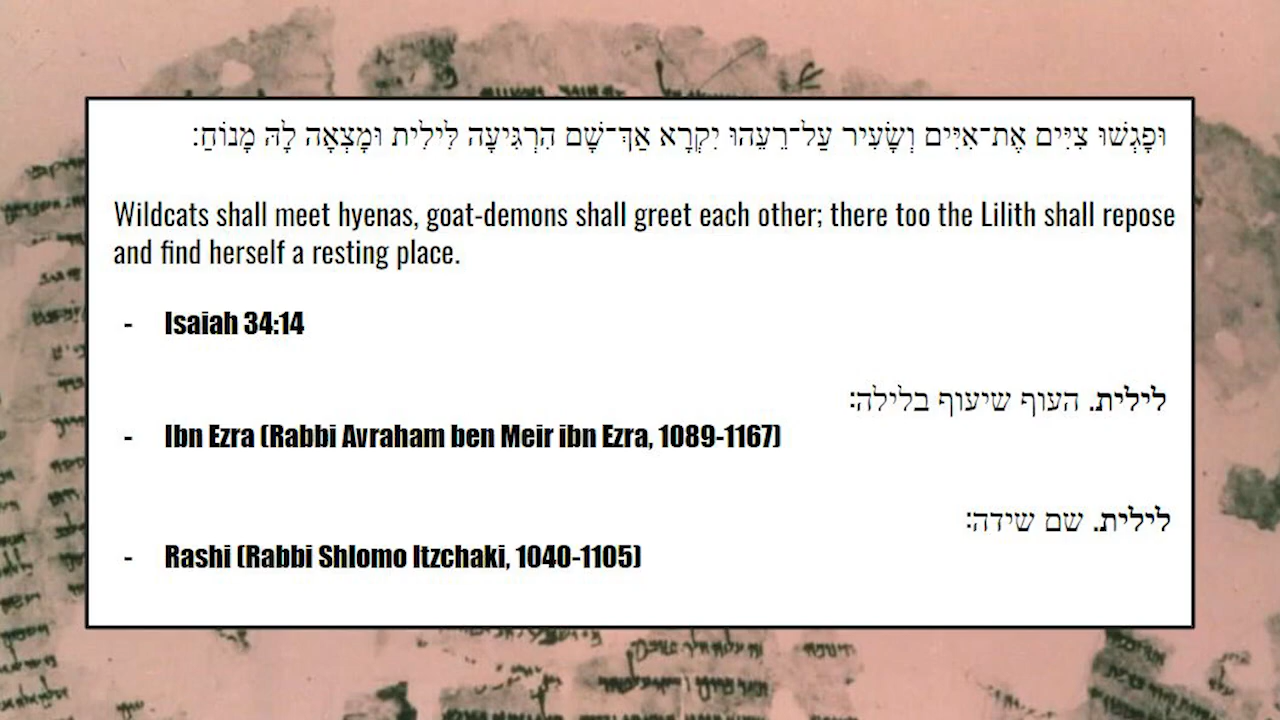 וּפָגְשׁוּ צִיִּים אֶת־אִיִּים וְשָׂעִיר עַל־רֵעֵהוּ יִקְרָא אַךְ־שָׁם הִרְגִּיעָה לִּילִית וּמָצְאָה לָהּ מָנוֹחַ׃
Wildcats shall meet hyenas, goat-demons shall greet each other; there too the Lilith shall repose
and find herself a resting place.
- Isaiah 34:14
לילית. העוף שיעוף בלילה:
- Ibn Ezra (Rabbi Avraham ben Meir ibn Ezra, 1089-1167)
לילית. שם שידה:
- Rashi (Rabbi Shlomo Itzchaki, 1040-1105)